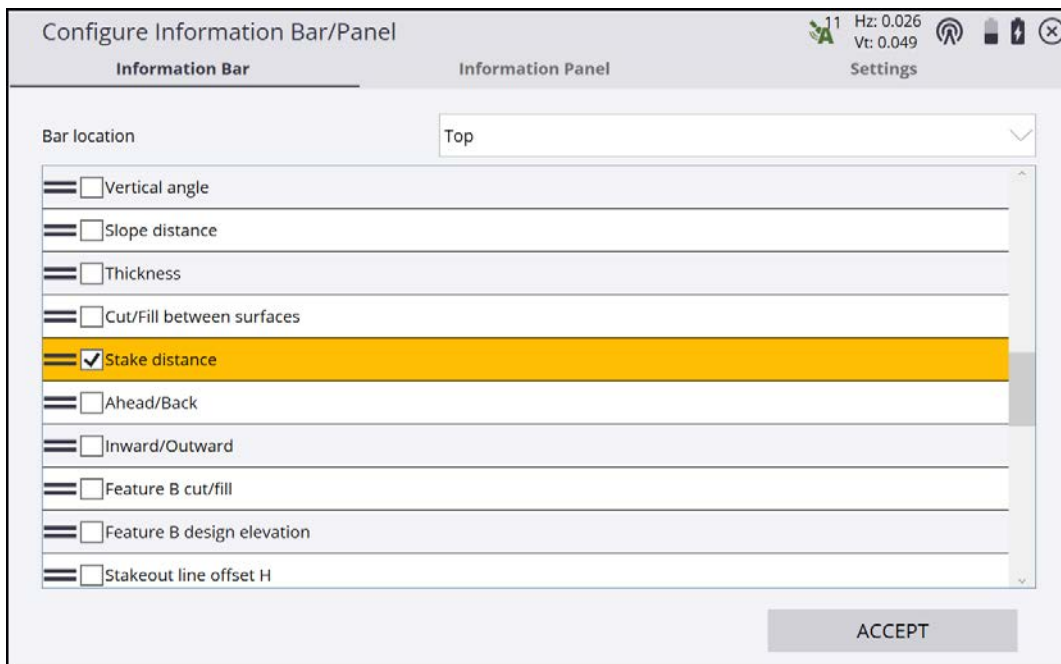 Configure Information Bar/Panel
11 Hz: 0.026
A Vt: 0.049
Information Bar Information Panel Settings
Bar location Top
Vertical angle
Slope distance
Thickness
Cut/Fill between surfaces
Stake distance
Ahead/Back
Inward/Outward
Feature B cut/fill
Feature B design elevation
Stakeout line offset H
ACCEPT